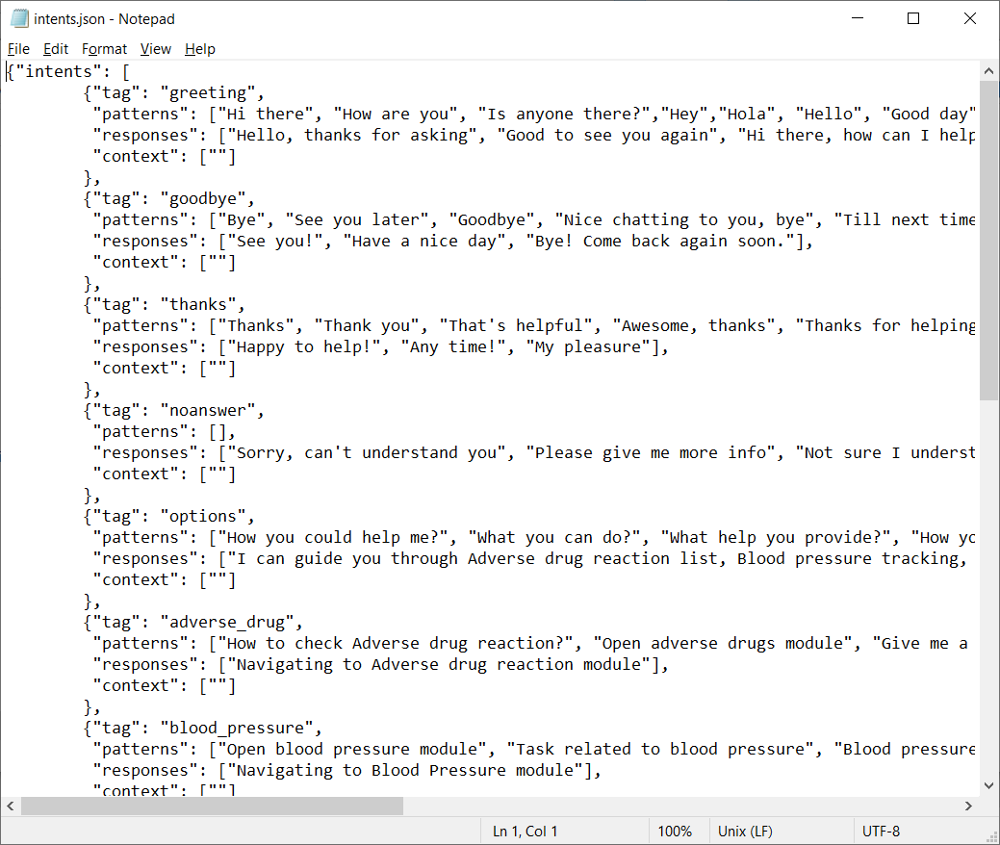 intents.json - Notepad
File Edit Format View Help
{"intents": [
        {"tag": "greeting",
         "patterns": ["Hi there", "How are you", "Is anyone there?","Hey","Hola", "Hello", "Good day"
         "responses": ["Hello, thanks for asking", "Good to see you again", "Hi there, how can I help
         "context": [""]
        },
        {"tag": "goodbye",
         "patterns": ["Bye", "See you later", "Goodbye", "Nice chatting to you, bye", "Till next time
         "responses": ["See you!", "Have a nice day", "Bye! Come back again soon."],
         "context": [""]
        },
        {"tag": "thanks",
         "patterns": ["Thanks", "Thank you", "That's helpful", "Awesome, thanks", "Thanks for helping
         "responses": ["Happy to help!", "Any time!", "My pleasure"],
         "context": [""]
        },
        {"tag": "noanswer",
         "patterns": [],
         "responses": ["Sorry, can't understand you", "Please give me more info", "Not sure I underst
         "context": [""]
        },
        {"tag": "options",
         "patterns": ["How you could help me?", "What you can do?", "What help you provide?", "How yo
         "responses": ["I can guide you through Adverse drug reaction list, Blood pressure tracking,
         "context": [""]
        },
        {"tag": "adverse_drug",
         "patterns": ["How to check Adverse drug reaction?", "Open adverse drugs module", "Give me a
         "responses": ["Navigating to Adverse drug reaction module"],
         "context": [""]
        },
        {"tag": "blood_pressure",
         "patterns": ["Open blood pressure module", "Task related to blood pressure", "Blood pressure
         "responses": ["Navigating to Blood Pressure module"],
         "context": [""]
Ln 1, Col 1 100% Unix (LF) UTF-8